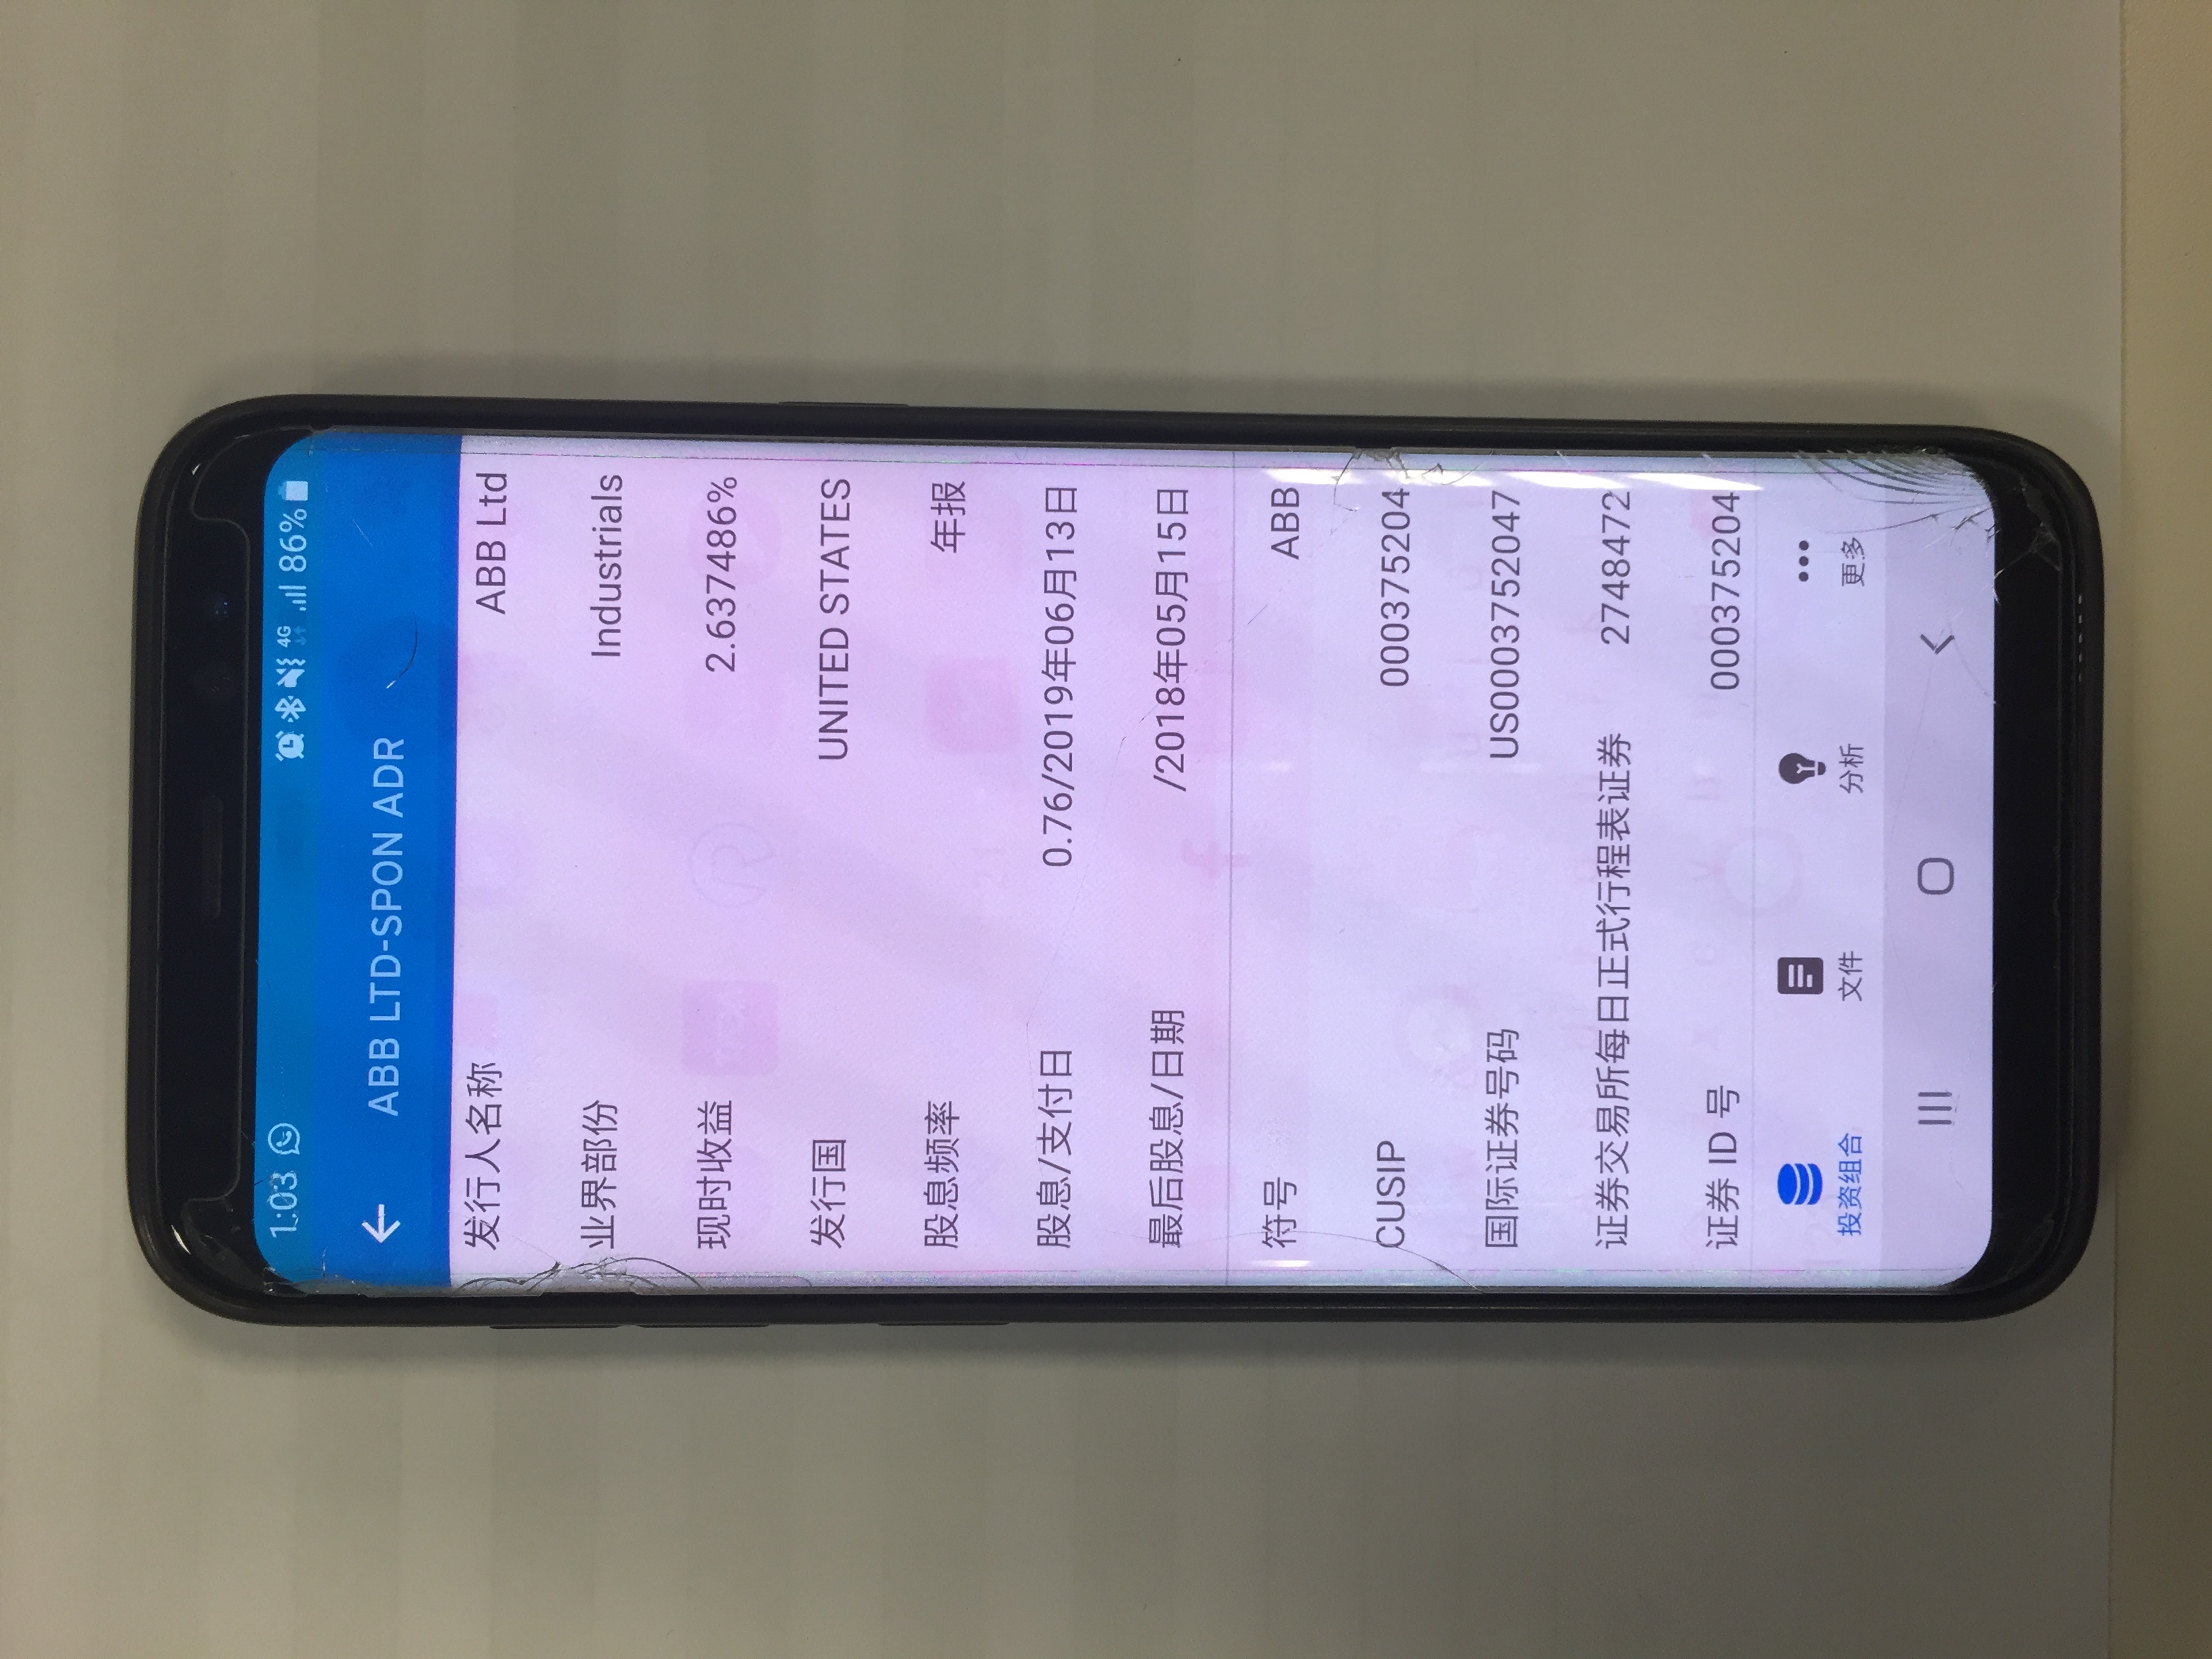 1:03 4G 86%
ABB LTD-SPON ADR
发行人名称 ABB Ltd
业界部份 Industrials
现时收益 2.637486%
发行国 UNITED STATES
股息频率 年报
股息/支付日 0.76/2019年06月13日
最后股息/日期 /2018年05月15日
符号 ABB
CUSIP 000375204
国际证券号码 US0003752047
证券交易所每日正式行程表证券 2748472
证券 ID 号 000375204
投资组合 文件 分析 更多